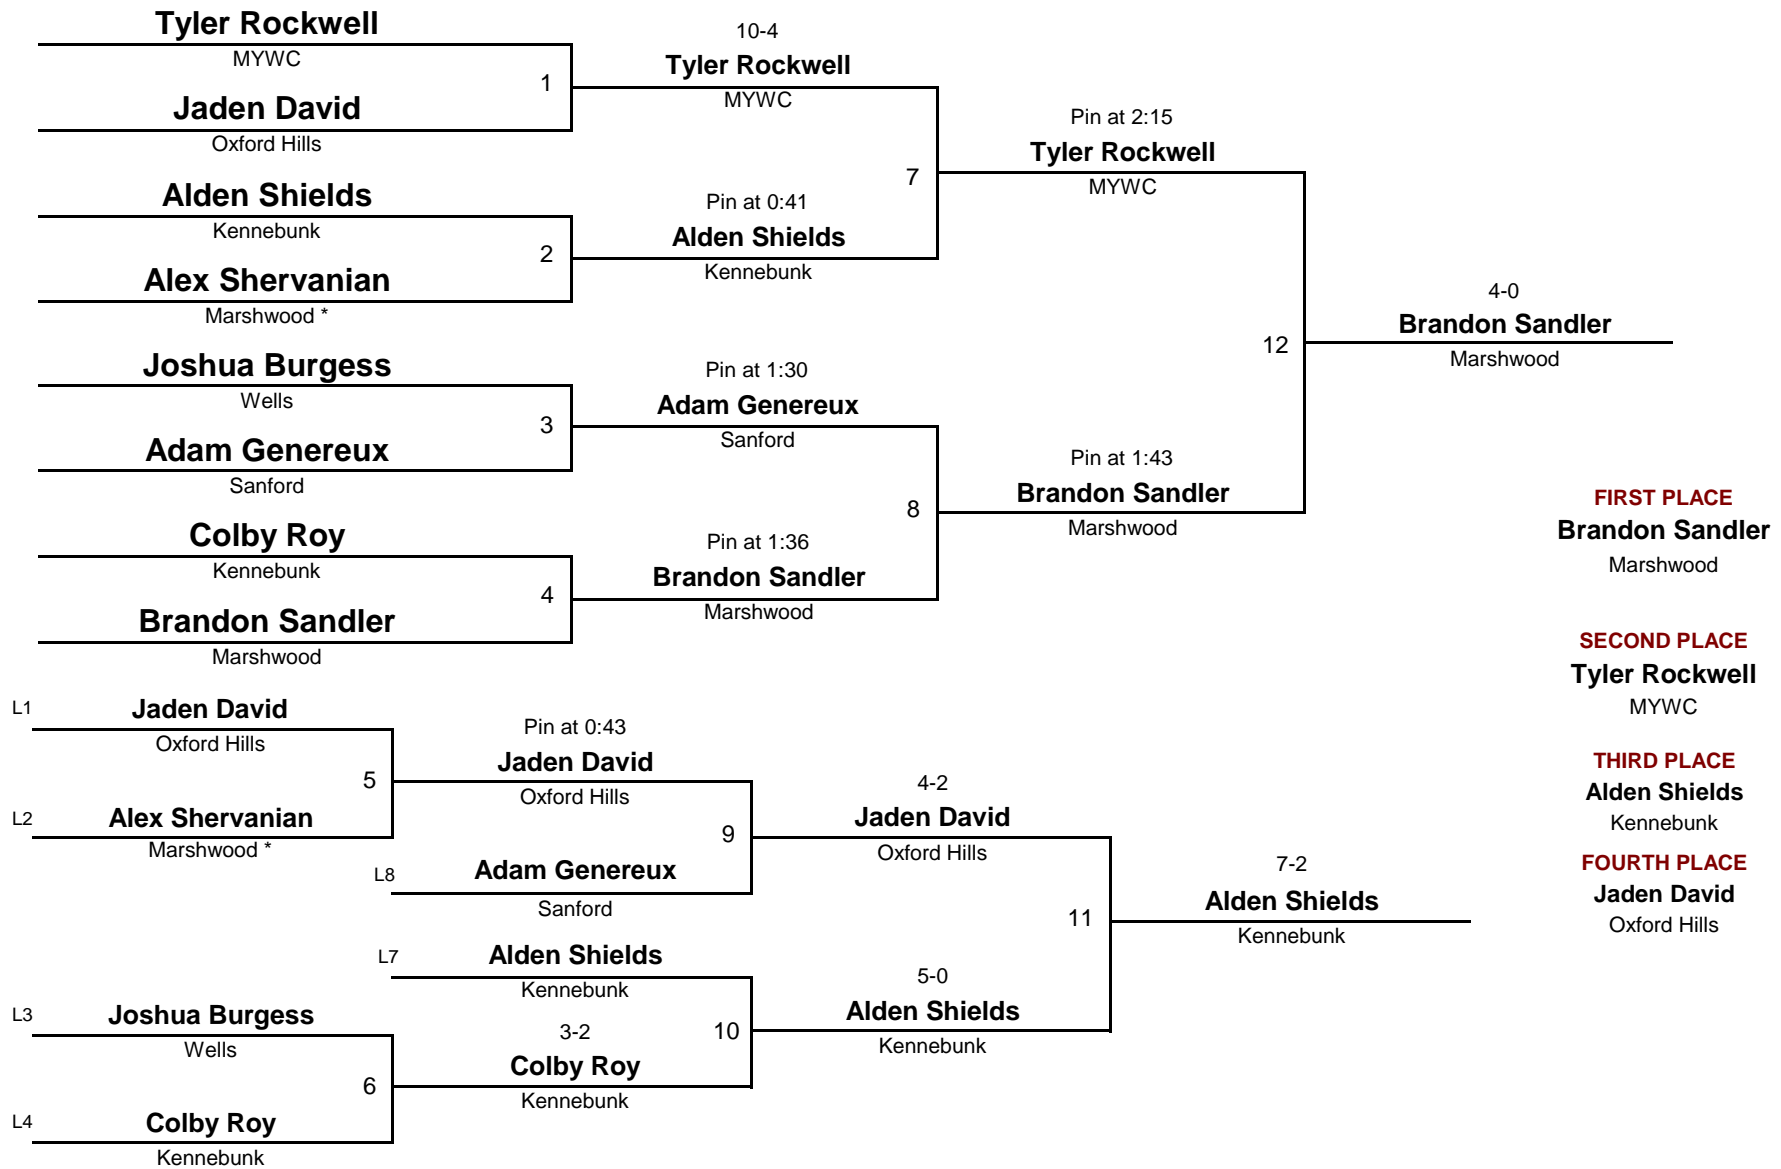 Tyler Rockwell
MYWC
1
Jaden David
Oxford Hills
Alden Shields
Kennebunk
2
Alex Shervanian
Marshwood *
Joshua Burgess
Wells
3
Adam Genereux
Sanford
Colby Roy
Kennebunk
4
Brandon Sandler
Marshwood
10-4
Tyler Rockwell
MYWC
7
Pin at 0:41
Alden Shields
Kennebunk
Pin at 1:30
Adam Genereux
Sanford
8
Pin at 1:36
Brandon Sandler
Marshwood
Pin at 2:15
Tyler Rockwell
MYWC
12
Pin at 1:43
Brandon Sandler
Marshwood
4-0
Brandon Sandler
Marshwood
L1
Jaden David
Oxford Hills
5
L2
Alex Shervanian
Marshwood *
L3
Joshua Burgess
Wells
6
L4
Colby Roy
Kennebunk
Pin at 0:43
Jaden David
Oxford Hills
9
L8
Adam Genereux
Sanford
L7
Alden Shields
Kennebunk
10
3-2
Colby Roy
Kennebunk
4-2
Jaden David
Oxford Hills
11
5-0
Alden Shields
Kennebunk
7-2
Alden Shields
Kennebunk
FIRST PLACE
Brandon Sandler
Marshwood
SECOND PLACE
Tyler Rockwell
MYWC
THIRD PLACE
Alden Shields
Kennebunk
FOURTH PLACE
Jaden David
Oxford Hills